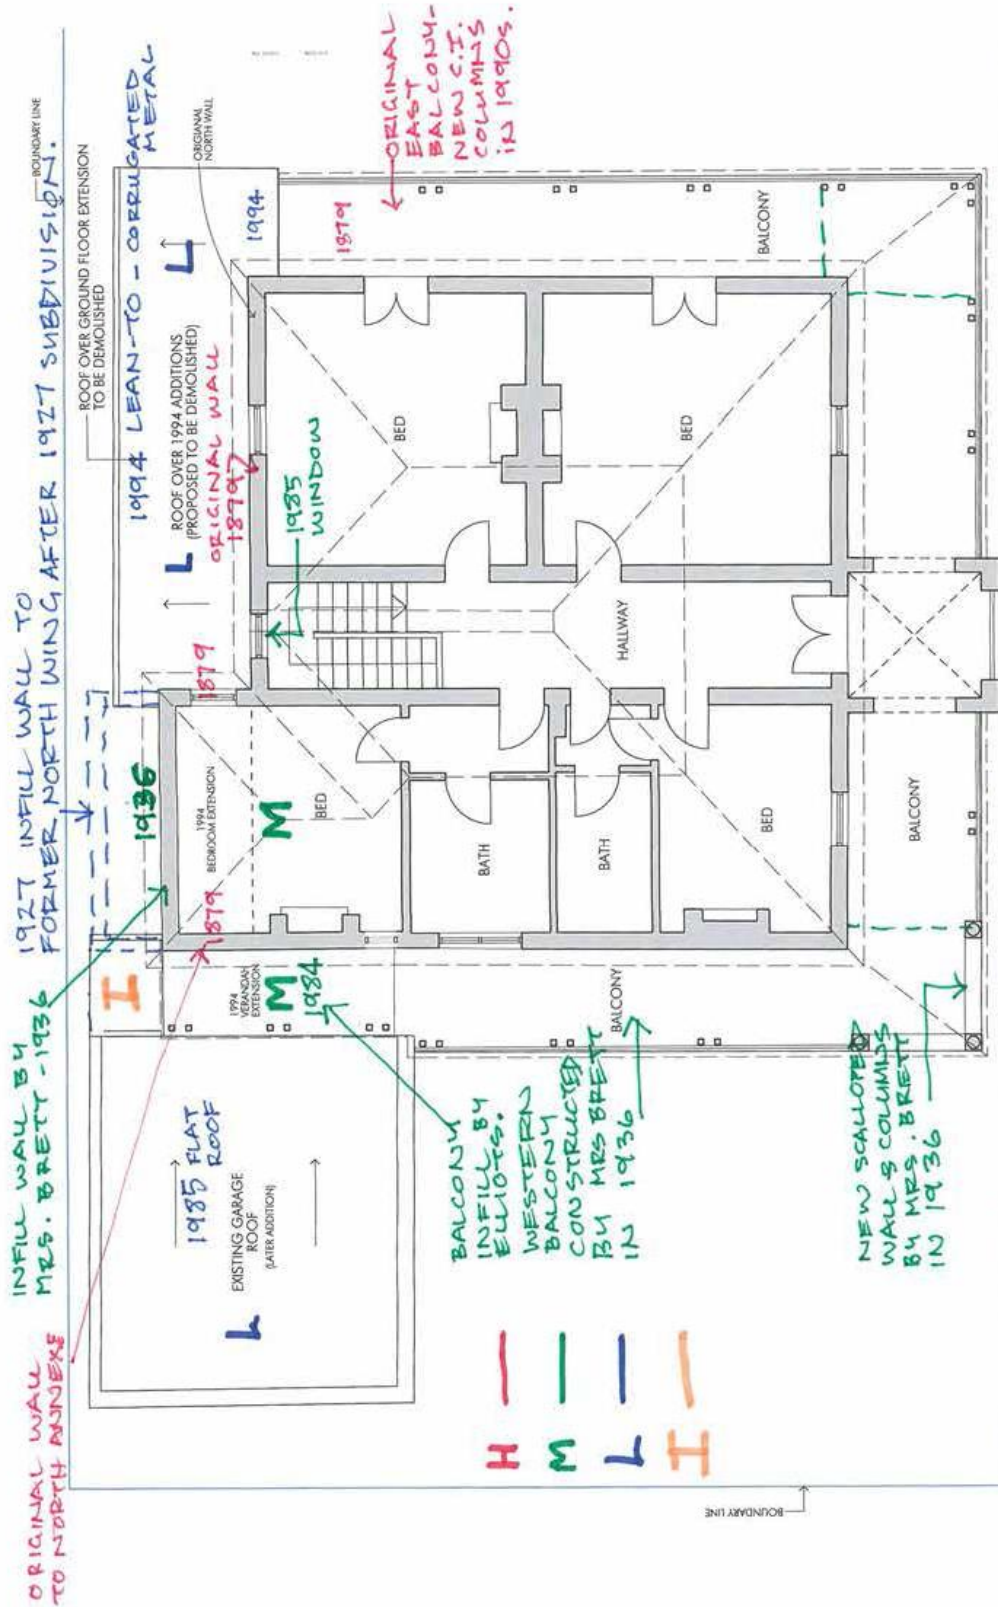 ORIGINAL WALL
TO NORTH ANNEXE
INFILL WALL BY
MRS. BRETT - 1936
1927 INFILL WALL TO
FORMER NORTH WING AFTER 1927 SUBDIVISION.
BOUNDARY LINE
ROOF OVER GROUND FLOOR EXTENSION
TO BE DEMOLISHED
1994 LEAN-TO - CORRUGATED
METAL
ORIGIANAL
NORTH WALL
L
ROOF OVER 1994 ADDITIONS
(PROPOSED TO BE DEMOLISHED)
L
ORIGINAL WALL
1879
1994
1879
ORIGINAL
EAST
BALCONY-
NEW C.I.
COLUMNS
IN 1990s.
1985
WINDOW
1936
1879
1994
BEDROOM EXTENSION
M
BED
1879
I
1994
VERANDAH
EXTENSION
M
1984
1985 FLAT
ROOF
EXISTING GARAGE
ROOF
(LATER ADDITION)
L
BED
BED
BALCONY
HALLWAY
BATH
BATH
BED
BALCONY
BALCONY
BALCONY
INFILL BY
ELLIOTS.
WESTERN
BALCONY
CONSTRUCTED
BY MRS BRETT
IN 1936
H
M
L
I
NEW SCALLOPED
WALL & COLUMNS
BY MRS. BRETT
IN 1936
BOUNDARY LINE